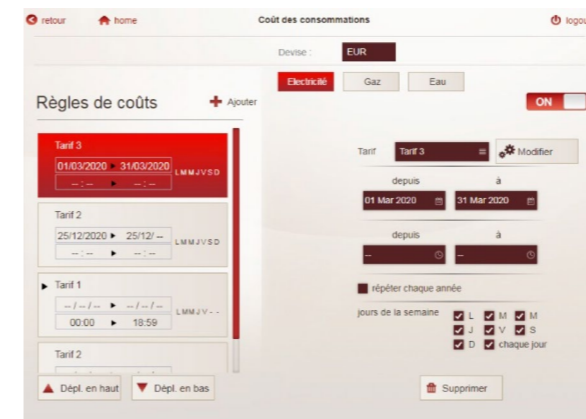 retour home Coût des consommations logou
Devise : EUR
Electricité Gaz Eau
Règles de coûts Ajouter
ON
Tarif 3
01/03/2020 ▶ 31/03/2020
-- : -- ▶ -- : --
L M M J V S D
Tarif 2
25/12/2020 ▶ 25/12/ --
-- : -- ▶ -- : --
L M M J V S D
Tarif 1
-- / -- / -- ▶ -- / -- / --
00:00 ▶ 18:59
L M M J V - -
Tarif 2
Dépl. en haut Dépl. en bas
Tarif Tarif 3 Modifier
depuis à
01 Mar 2020 31 Mar 2020
depuis à
-- --
répéter chaque année
jours de la semaine L M M
J V S
D chaque jour
Supprimer